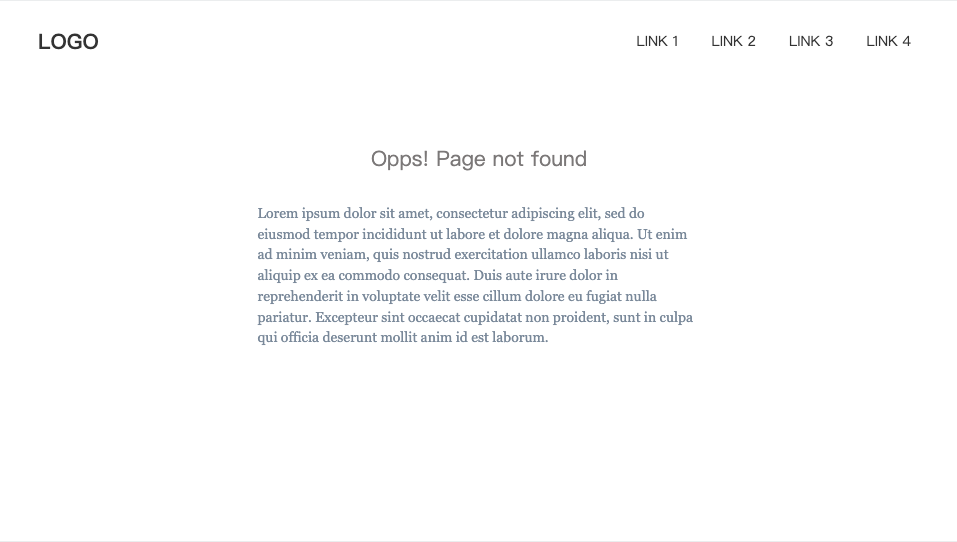 LOGO
LINK 1 LINK 2 LINK 3 LINK 4
Opps! Page not found
Lorem ipsum dolor sit amet, consectetur adipiscing elit, sed do
eiusmod tempor incididunt ut labore et dolore magna aliqua. Ut enim
ad minim veniam, quis nostrud exercitation ullamco laboris nisi ut
aliquip ex ea commodo consequat. Duis aute irure dolor in
reprehenderit in voluptate velit esse cillum dolore eu fugiat nulla
pariatur. Excepteur sint occaecat cupidatat non proident, sunt in culpa
qui officia deserunt mollit anim id est laborum.